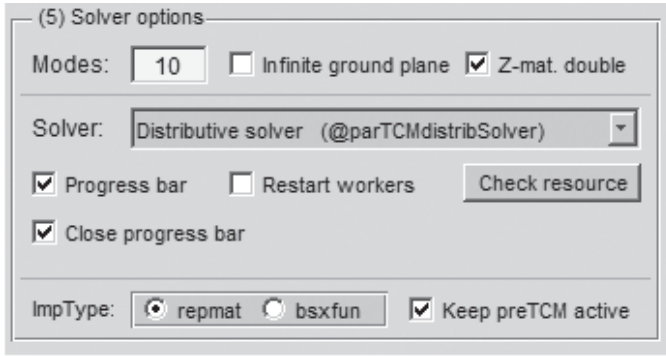 (5) Solver options
Modes: 10 Infinite ground plane Z-mat. double
Solver: Distributive solver (@parTCMdistribSolver)
Progress bar Restart workers Check resource
Close progress bar
ImpType: repmat bsxfun Keep preTCM active